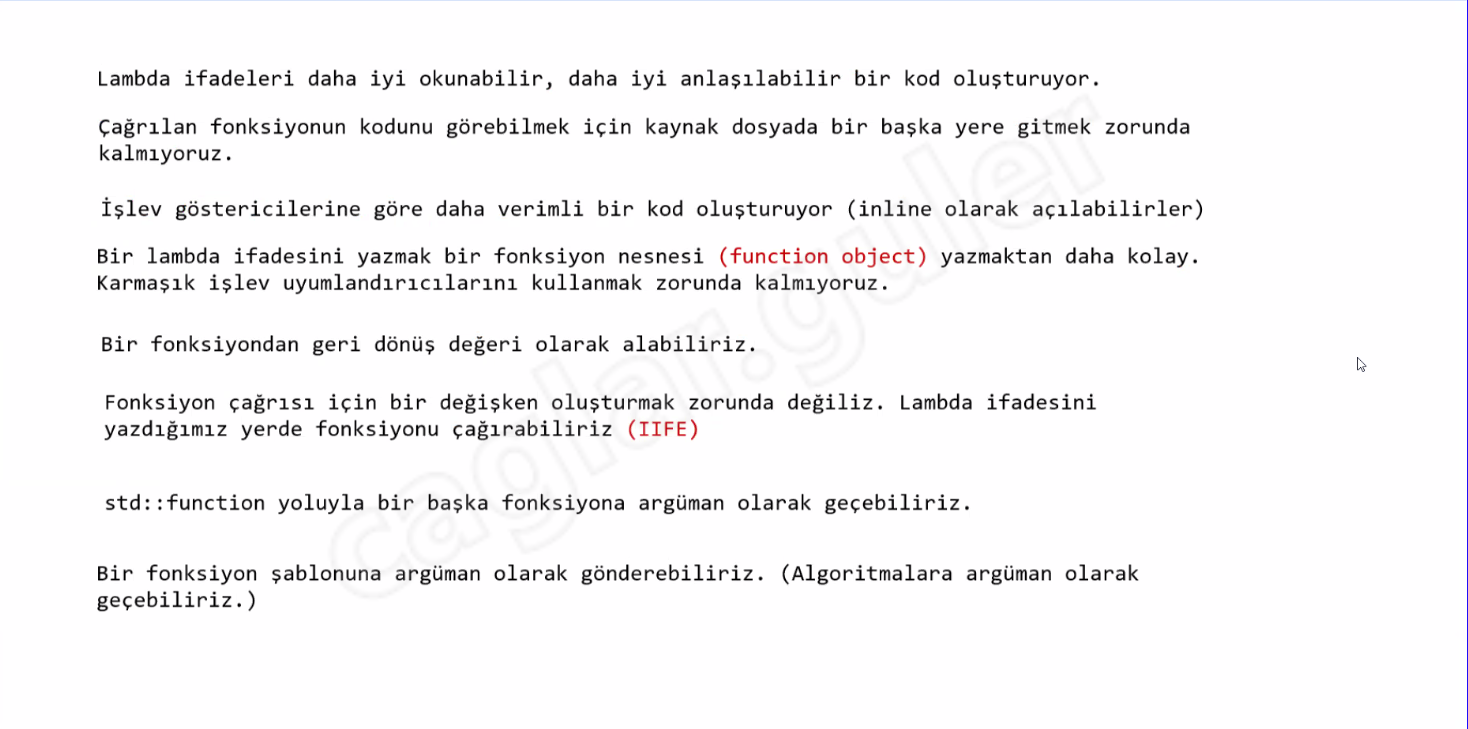 Lambda ifadeleri daha iyi okunabilir, daha iyi anlaşılabilir bir kod oluşturuyor.
Çağrılan fonksiyonun kodunu görebilmek için kaynak dosyada bir başka yere gitmek zorunda
kalmıyoruz.
İşlev göstericilerine göre daha verimli bir kod oluşturuyor (inline olarak açılabilirler)
Bir lambda ifadesini yazmak bir fonksiyon nesnesi (function object) yazmaktan daha kolay.
Karmaşık işlev uyumlandırıcılarını kullanmak zorunda kalmıyoruz.
Bir fonksiyondan geri dönüş değeri olarak alabiliriz.
Fonksiyon çağrısı için bir değişken oluşturmak zorunda değiliz. Lambda ifadesini
yazdığımız yerde fonksiyonu çağırabiliriz (IIFE)
std::function yoluyla bir başka fonksiyona argüman olarak geçebiliriz.
Bir fonksiyon şablonuna argüman olarak gönderebiliriz. (Algoritmalara argüman olarak
geçebiliriz.)
caglar.guler